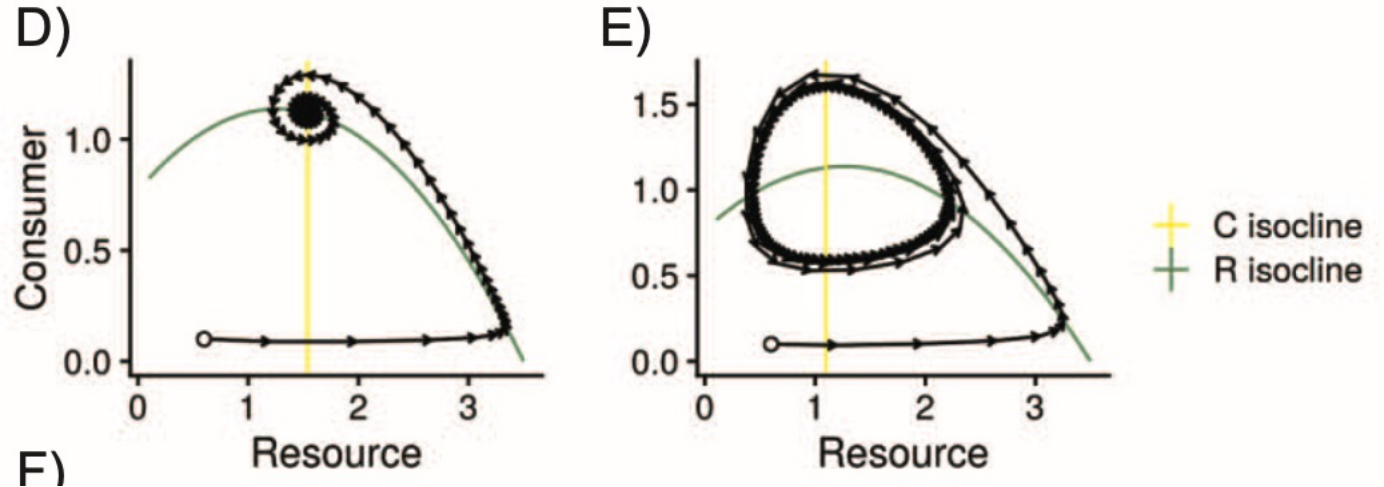 D)
E)
Consumer
1.0
0.5
0.0
0 1 2 3
Resource
1.5
1.0
0.5
0.0
0 1 2 3
Resource
C isocline
R isocline
F)